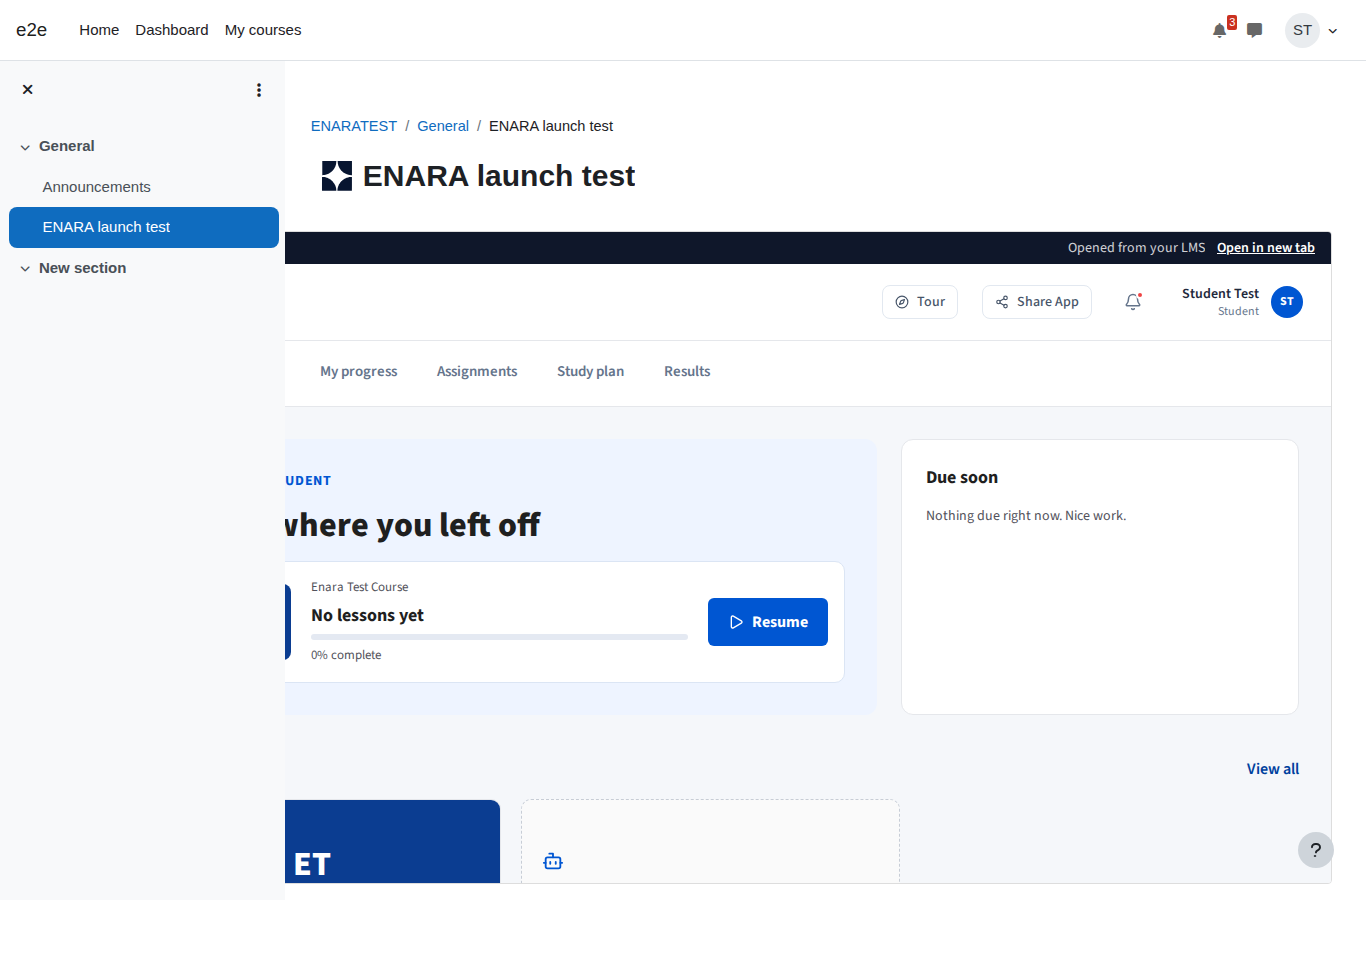 e2e Home Dashboard My courses 3 ST
General
Announcements
ENARA launch test
New section
ENARATEST / General / ENARA launch test
ENARA launch test
Opened from your LMS Open in new tab
Tour Share App Student Test ST
Student
My progress Assignments Study plan Results
UDENT
where you left off
Enara Test Course
No lessons yet
0% complete
Resume
Due soon
Nothing due right now. Nice work.
View all
ET
?